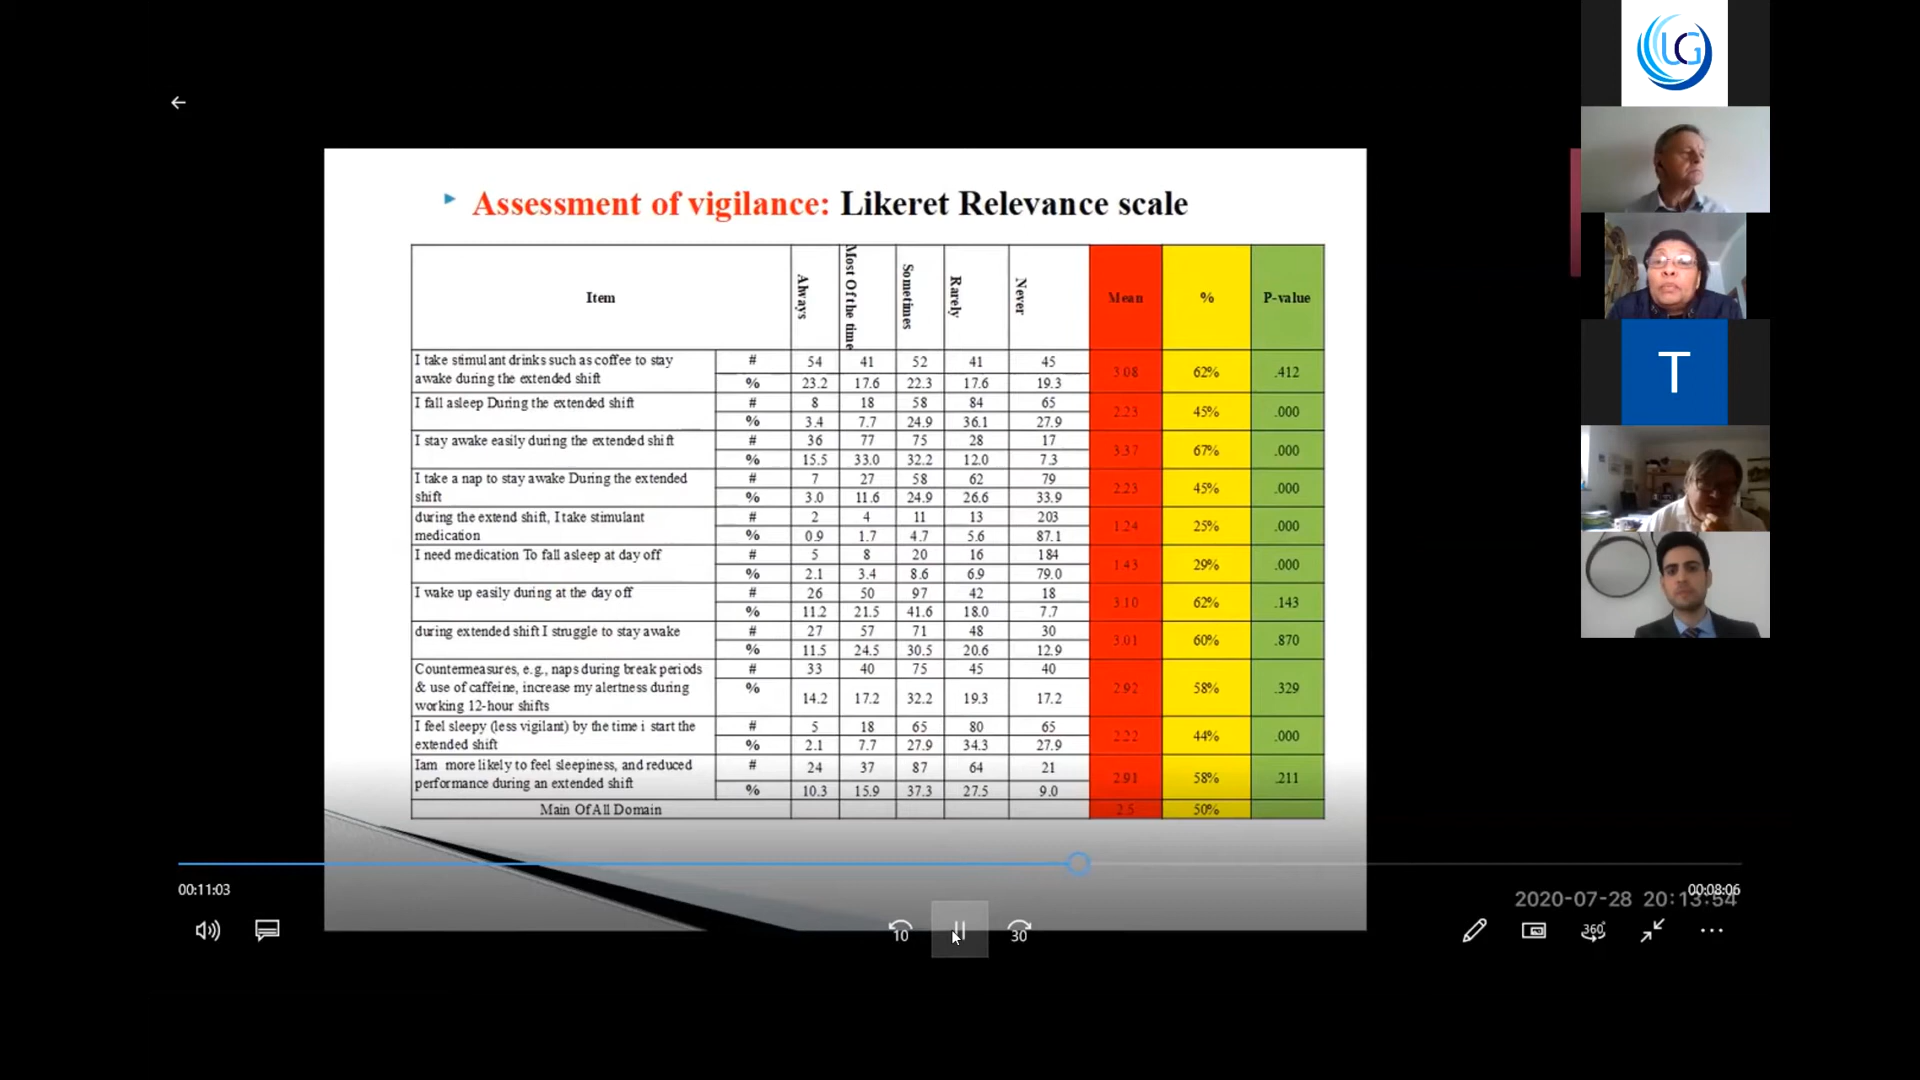 LG
Assessment of vigilance: Likeret Relevance scale
Item Always Most Of the time Sometimes Rarely Never Mean % P-value
I take stimulant drinks such as coffee to stay awake during the extended shift # 54 41 52 41 45 3.08 62% .412
% 23.2 17.6 22.3 17.6 19.3
I fall asleep During the extended shift # 8 18 58 84 65 2.23 45% .000
% 3.4 7.7 24.9 36.1 27.9
I stay awake easily during the extended shift # 36 77 75 28 17 3.37 67% .000
% 15.5 33.0 32.2 12.0 7.3
I take a nap to stay awake During the extended shift # 7 27 58 62 79 2.23 45% .000
% 3.0 11.6 24.9 26.6 33.9
during the extend shift, I take stimulant medication # 2 4 11 13 203 1.24 25% .000
% 0.9 1.7 4.7 5.6 87.1
I need medication To fall asleep at day off # 5 8 20 16 184 1.43 29% .000
% 2.1 3.4 8.6 6.9 79.0
I wake up easily during at the day off # 26 50 97 42 18 3.10 62% .143
% 11.2 21.5 41.6 18.0 7.7
during extended shift I struggle to stay awake # 27 57 71 48 30 3.01 60% .870
% 11.5 24.5 30.5 20.6 12.9
Countermeasures, e.g., naps during break periods & use of caffeine, increase my alertness during working 12-hour shifts # 33 40 75 45 40 2.92 58% .329
% 14.2 17.2 32.2 19.3 17.2
I feel sleepy (less vigilant) by the time i start the extended shift # 5 18 65 80 65 2.22 44% .000
% 2.1 7.7 27.9 34.3 27.9
Iam more likely to feel sleepiness, and reduced performance during an extended shift # 24 37 87 64 21 2.91 58% .211
% 10.3 15.9 37.3 27.5 9.0
Main Of All Domain 2.5 50%
T
00:11:03
00:08:06
2020-07-28 20:13:54
10
30
360°